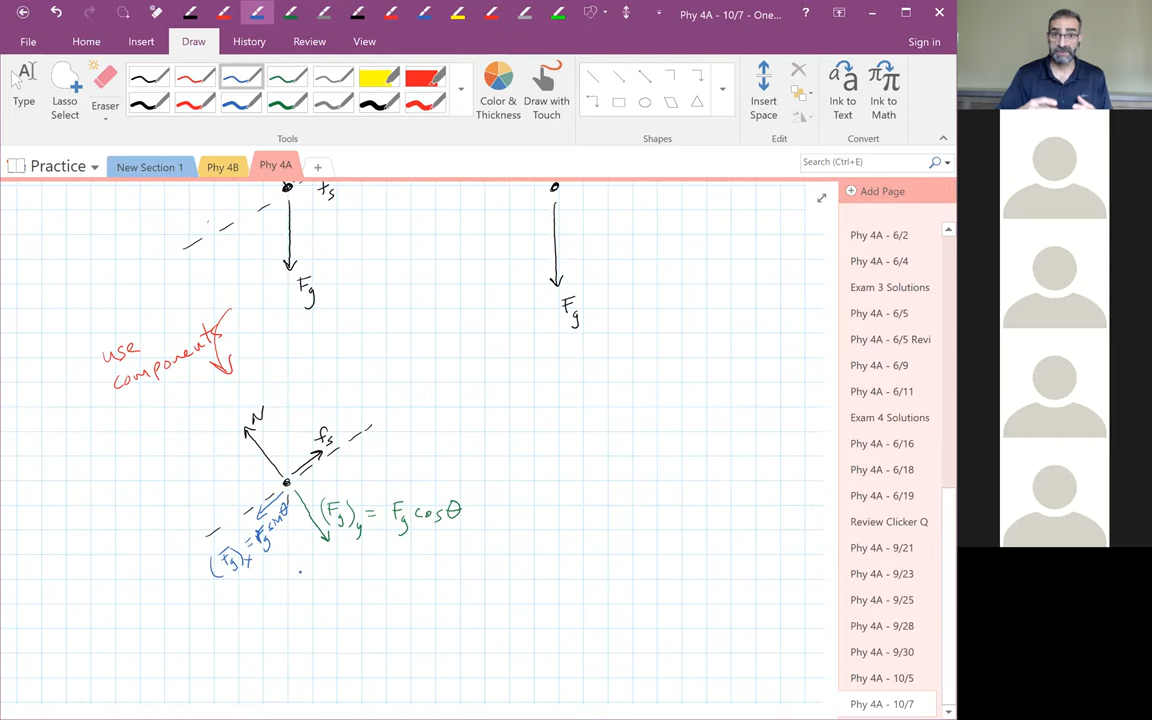 Phy 4A - 10/7 - One...
File
Home
Insert
Draw
History
Review
View
Sign in
Type
Lasso
Select
Eraser
Color &
Thickness
Draw with
Touch
Insert
Space
Ink to
Text
Ink to
Math
Tools
Shapes
Edit
Convert
Practice
New Section 1
Phy 4B
Phy 4A
Search (Ctrl+E)
Add Page
Phy 4A - 6/2
Phy 4A - 6/4
Exam 3 Solutions
Phy 4A - 6/5
Phy 4A - 6/5 Revi
Phy 4A - 6/9
Phy 4A - 6/11
Exam 4 Solutions
Phy 4A - 6/16
Phy 4A - 6/18
Phy 4A - 6/19
Review Clicker Q
Phy 4A - 9/21
Phy 4A - 9/23
Phy 4A - 9/25
Phy 4A - 9/28
Phy 4A - 9/30
Phy 4A - 10/5
Phy 4A - 10/7
fs
Fg
Fg
use
components
N
fs
(Fg)y = Fg cosθ
(Fg)x = Fg sinθ